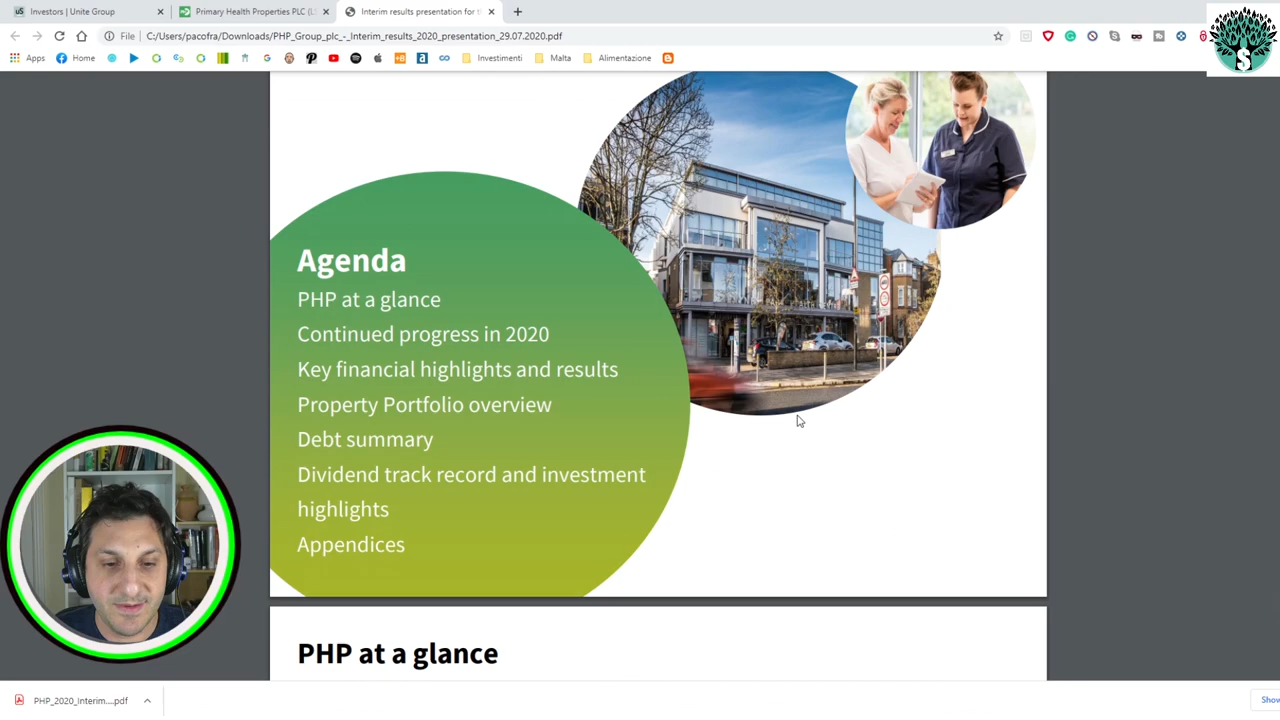 Investors | Unite Group
Primary Health Properties PLC (L
Interim results presentation for t
File
C:/Users/pacofra/Downloads/PHP_Group_plc_-_Interim_results_2020_presentation_29.07.2020.pdf
Apps
Home
Investimenti
Malta
Alimentazione
Agenda
PHP at a glance
Continued progress in 2020
Key financial highlights and results
Property Portfolio overview
Debt summary
Dividend track record and investment
highlights
Appendices
PHP at a glance
PHP_2020_Interim....pdf
Show